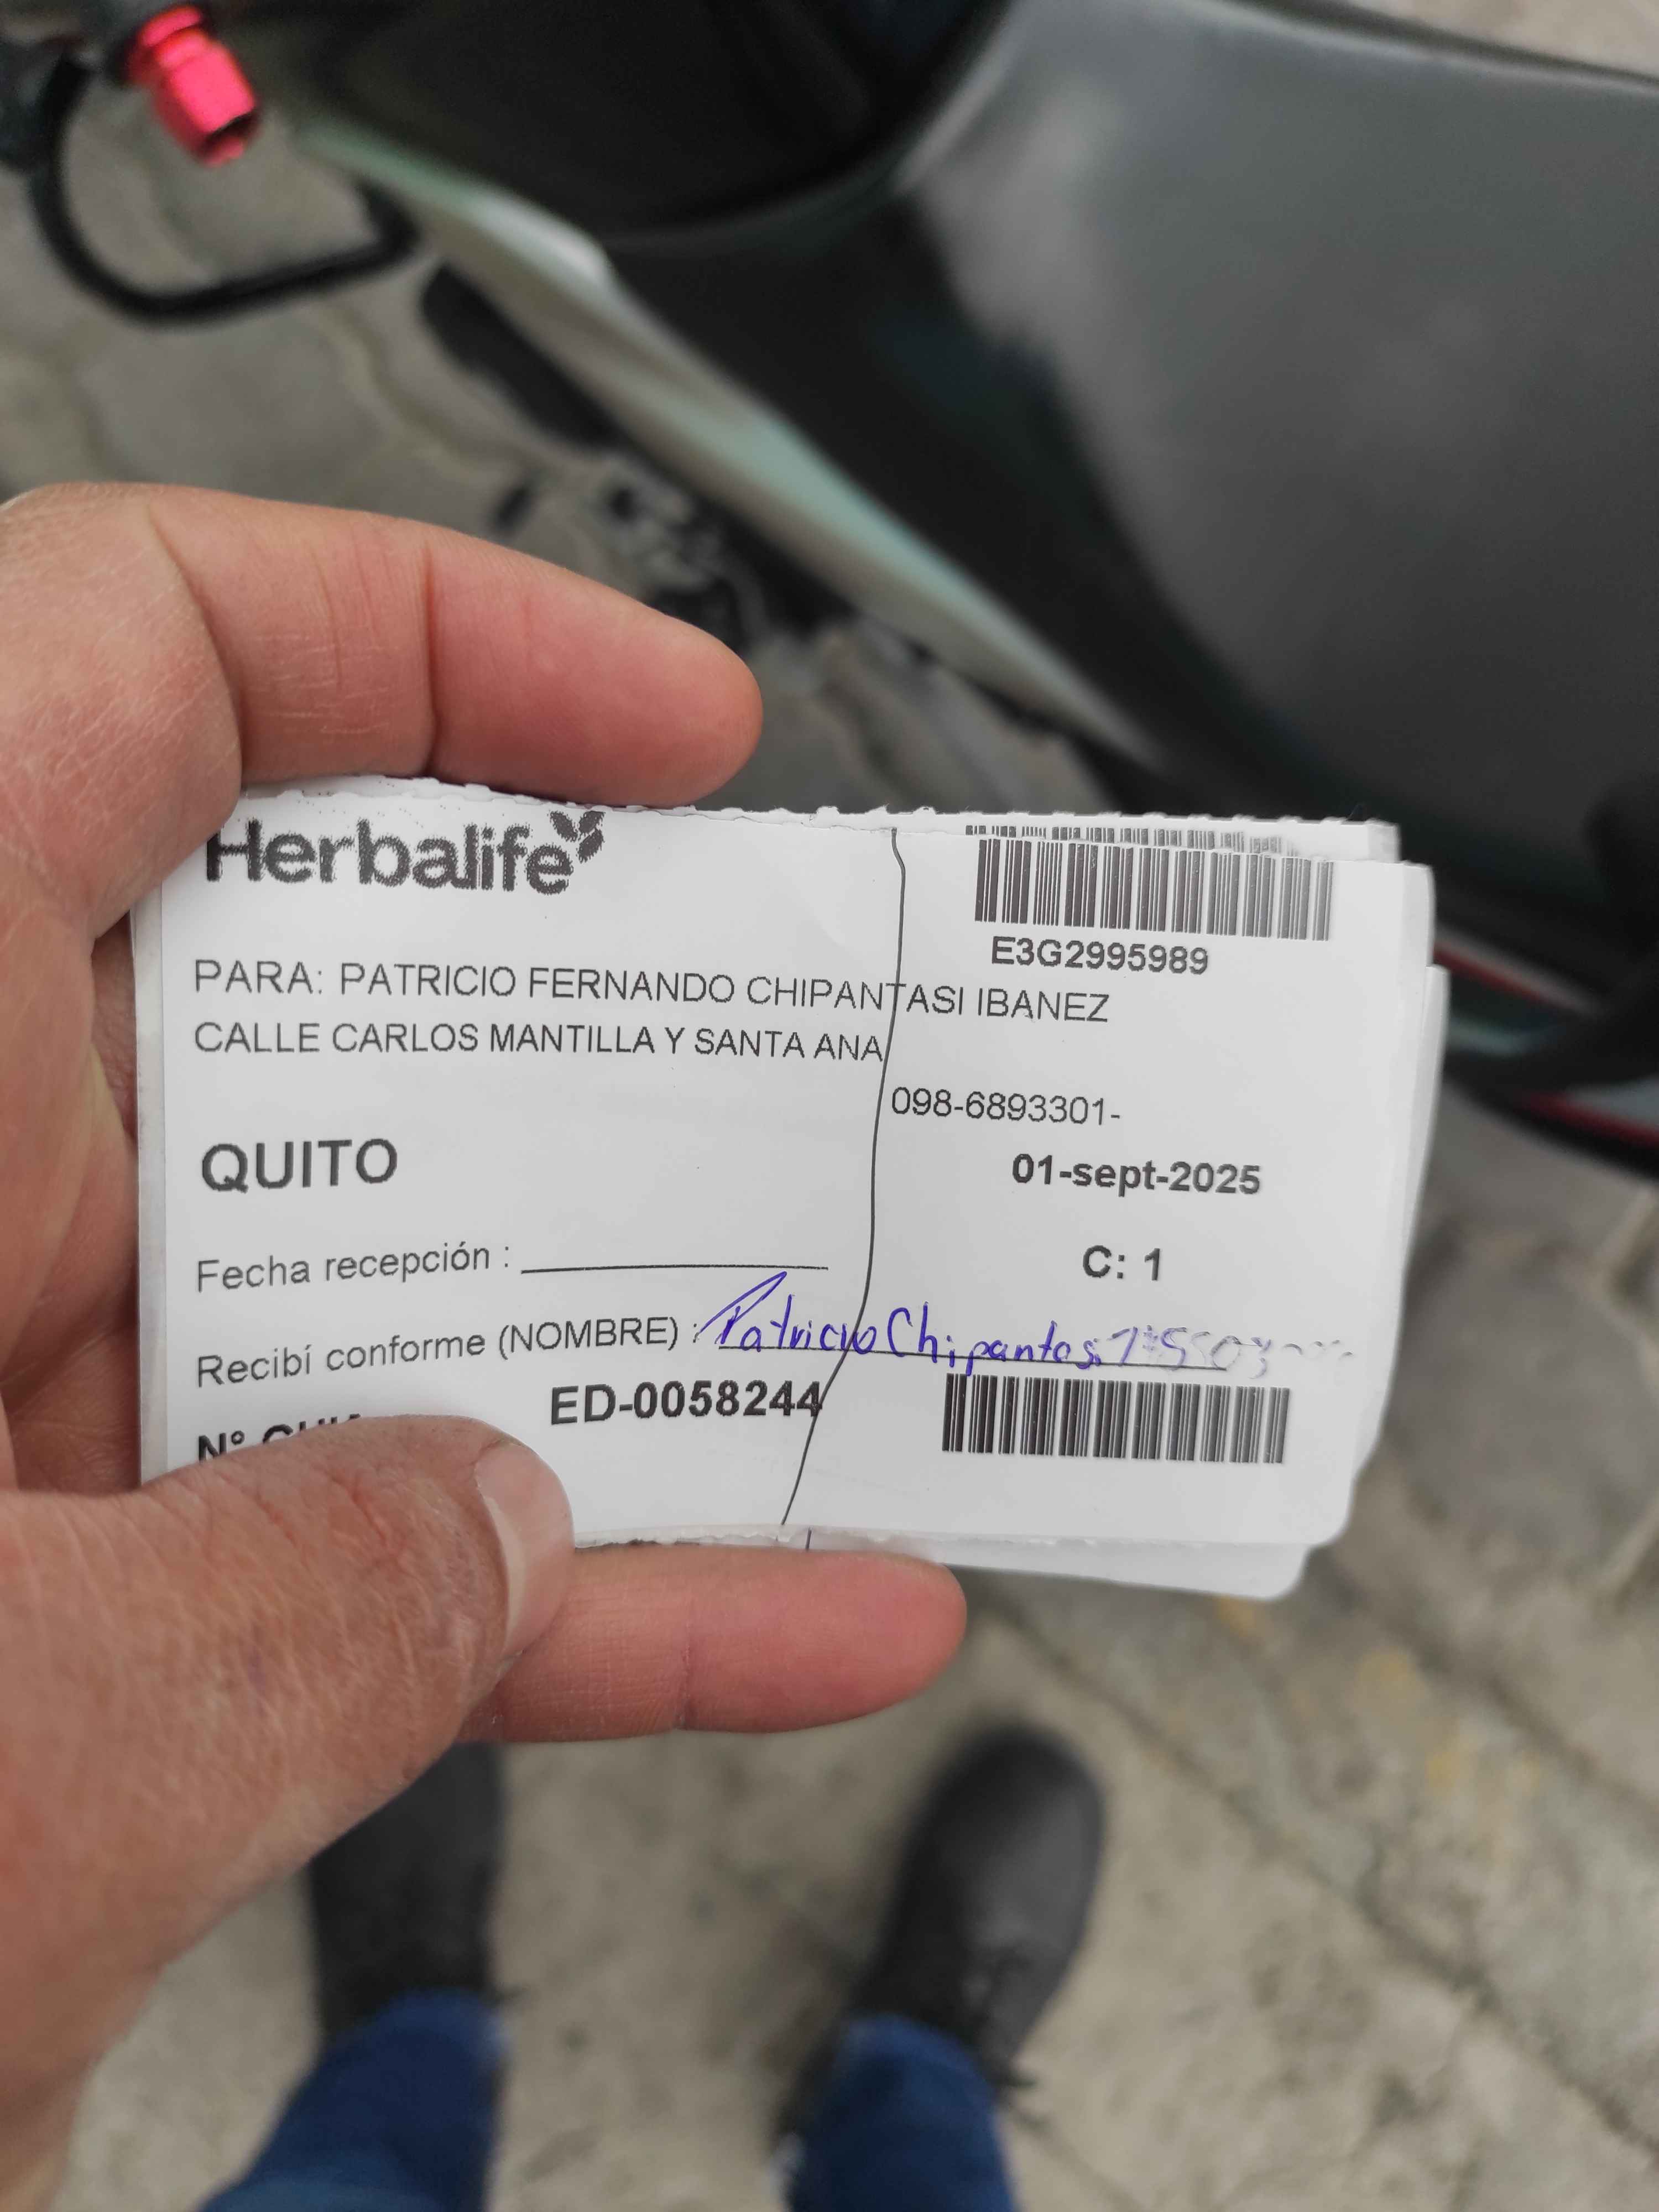 Herbalife
E3G2995989
PARA: PATRICIO FERNANDO CHIPANTASI IBANEZ
CALLE CARLOS MANTILLA Y SANTA ANA
098-6893301-
QUITO
01-sept-2025
Fecha recepción : 
C: 1
Recibí conforme (NOMBRE) : Patricio Chipantasi
N°
ED-0058244